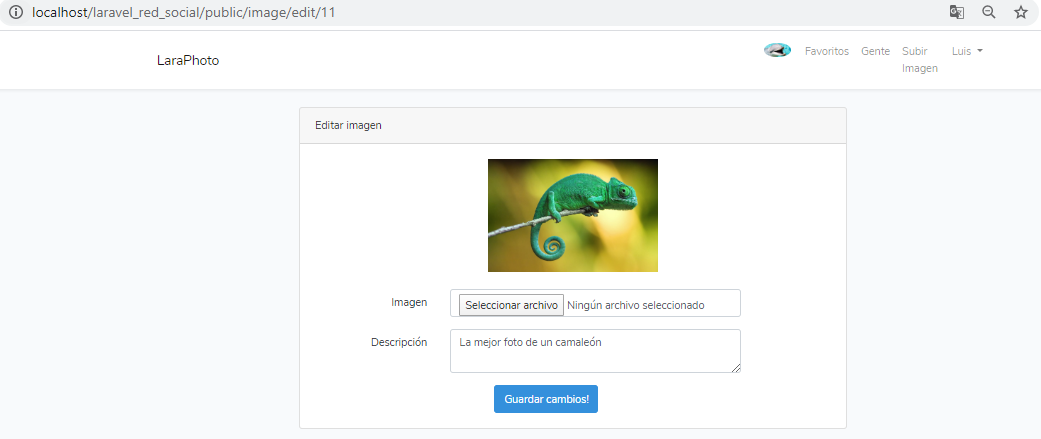 localhost/laravel_red_social/public/image/edit/11
LaraPhoto
Favoritos
Gente
Subir
Imagen
Luis
Editar imagen
Imagen
Seleccionar archivo Ningún archivo seleccionado
Descripción
La mejor foto de un camaleón
Guardar cambios!